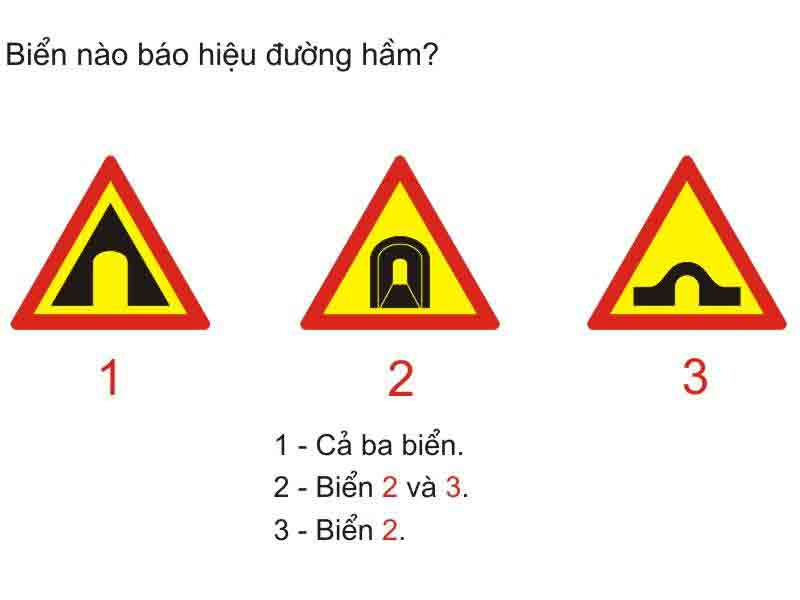 Biển nào báo hiệu đường hầm?
1 2 3
1 - Cả ba biển.
2 - Biển 2 và 3.
3 - Biển 2.